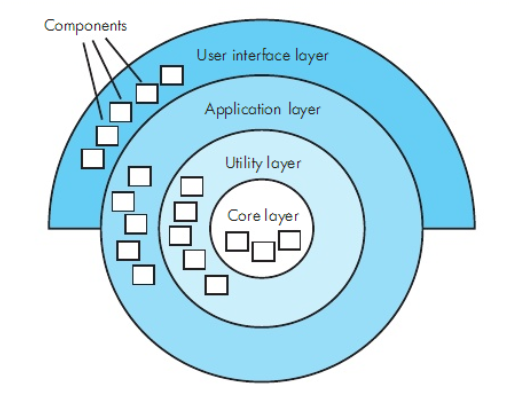 Components
User interface layer
Application layer
Utility layer
Core layer